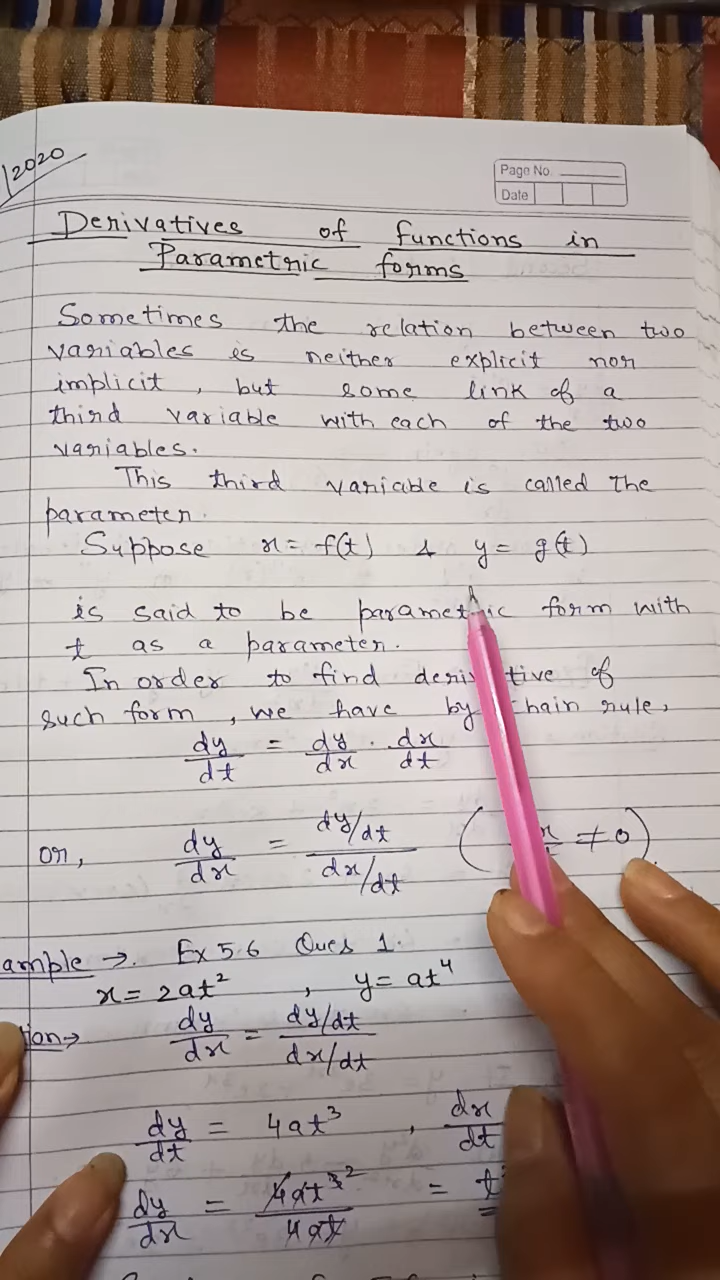 /2020
Page No.
Date
Derivatives of functions in
Parametric forms
Sometimes the relation between two
variables is neither explicit nor
implicit, but some link of a
third variable with each of the two
variables.
This third variable is called the
parameter.
Suppose x = f(t) & y = g(t)
is said to be parametric form with
t as a parameter.
In order to find derivative of
such form, we have by chain rule,
dy/dt = dy/dx . dx/dt
or, dy/dx = (dy/dt)/(dx/dt) ( ≠ 0).
ample → Ex 5.6 Ques 1.
x = 2at², y = at⁴
tion→ dy/dx = (dy/dt)/(dx/dt)
dy/dt = 4at³, dx/dt
dy/dx = 4at³ ²/4at = t²